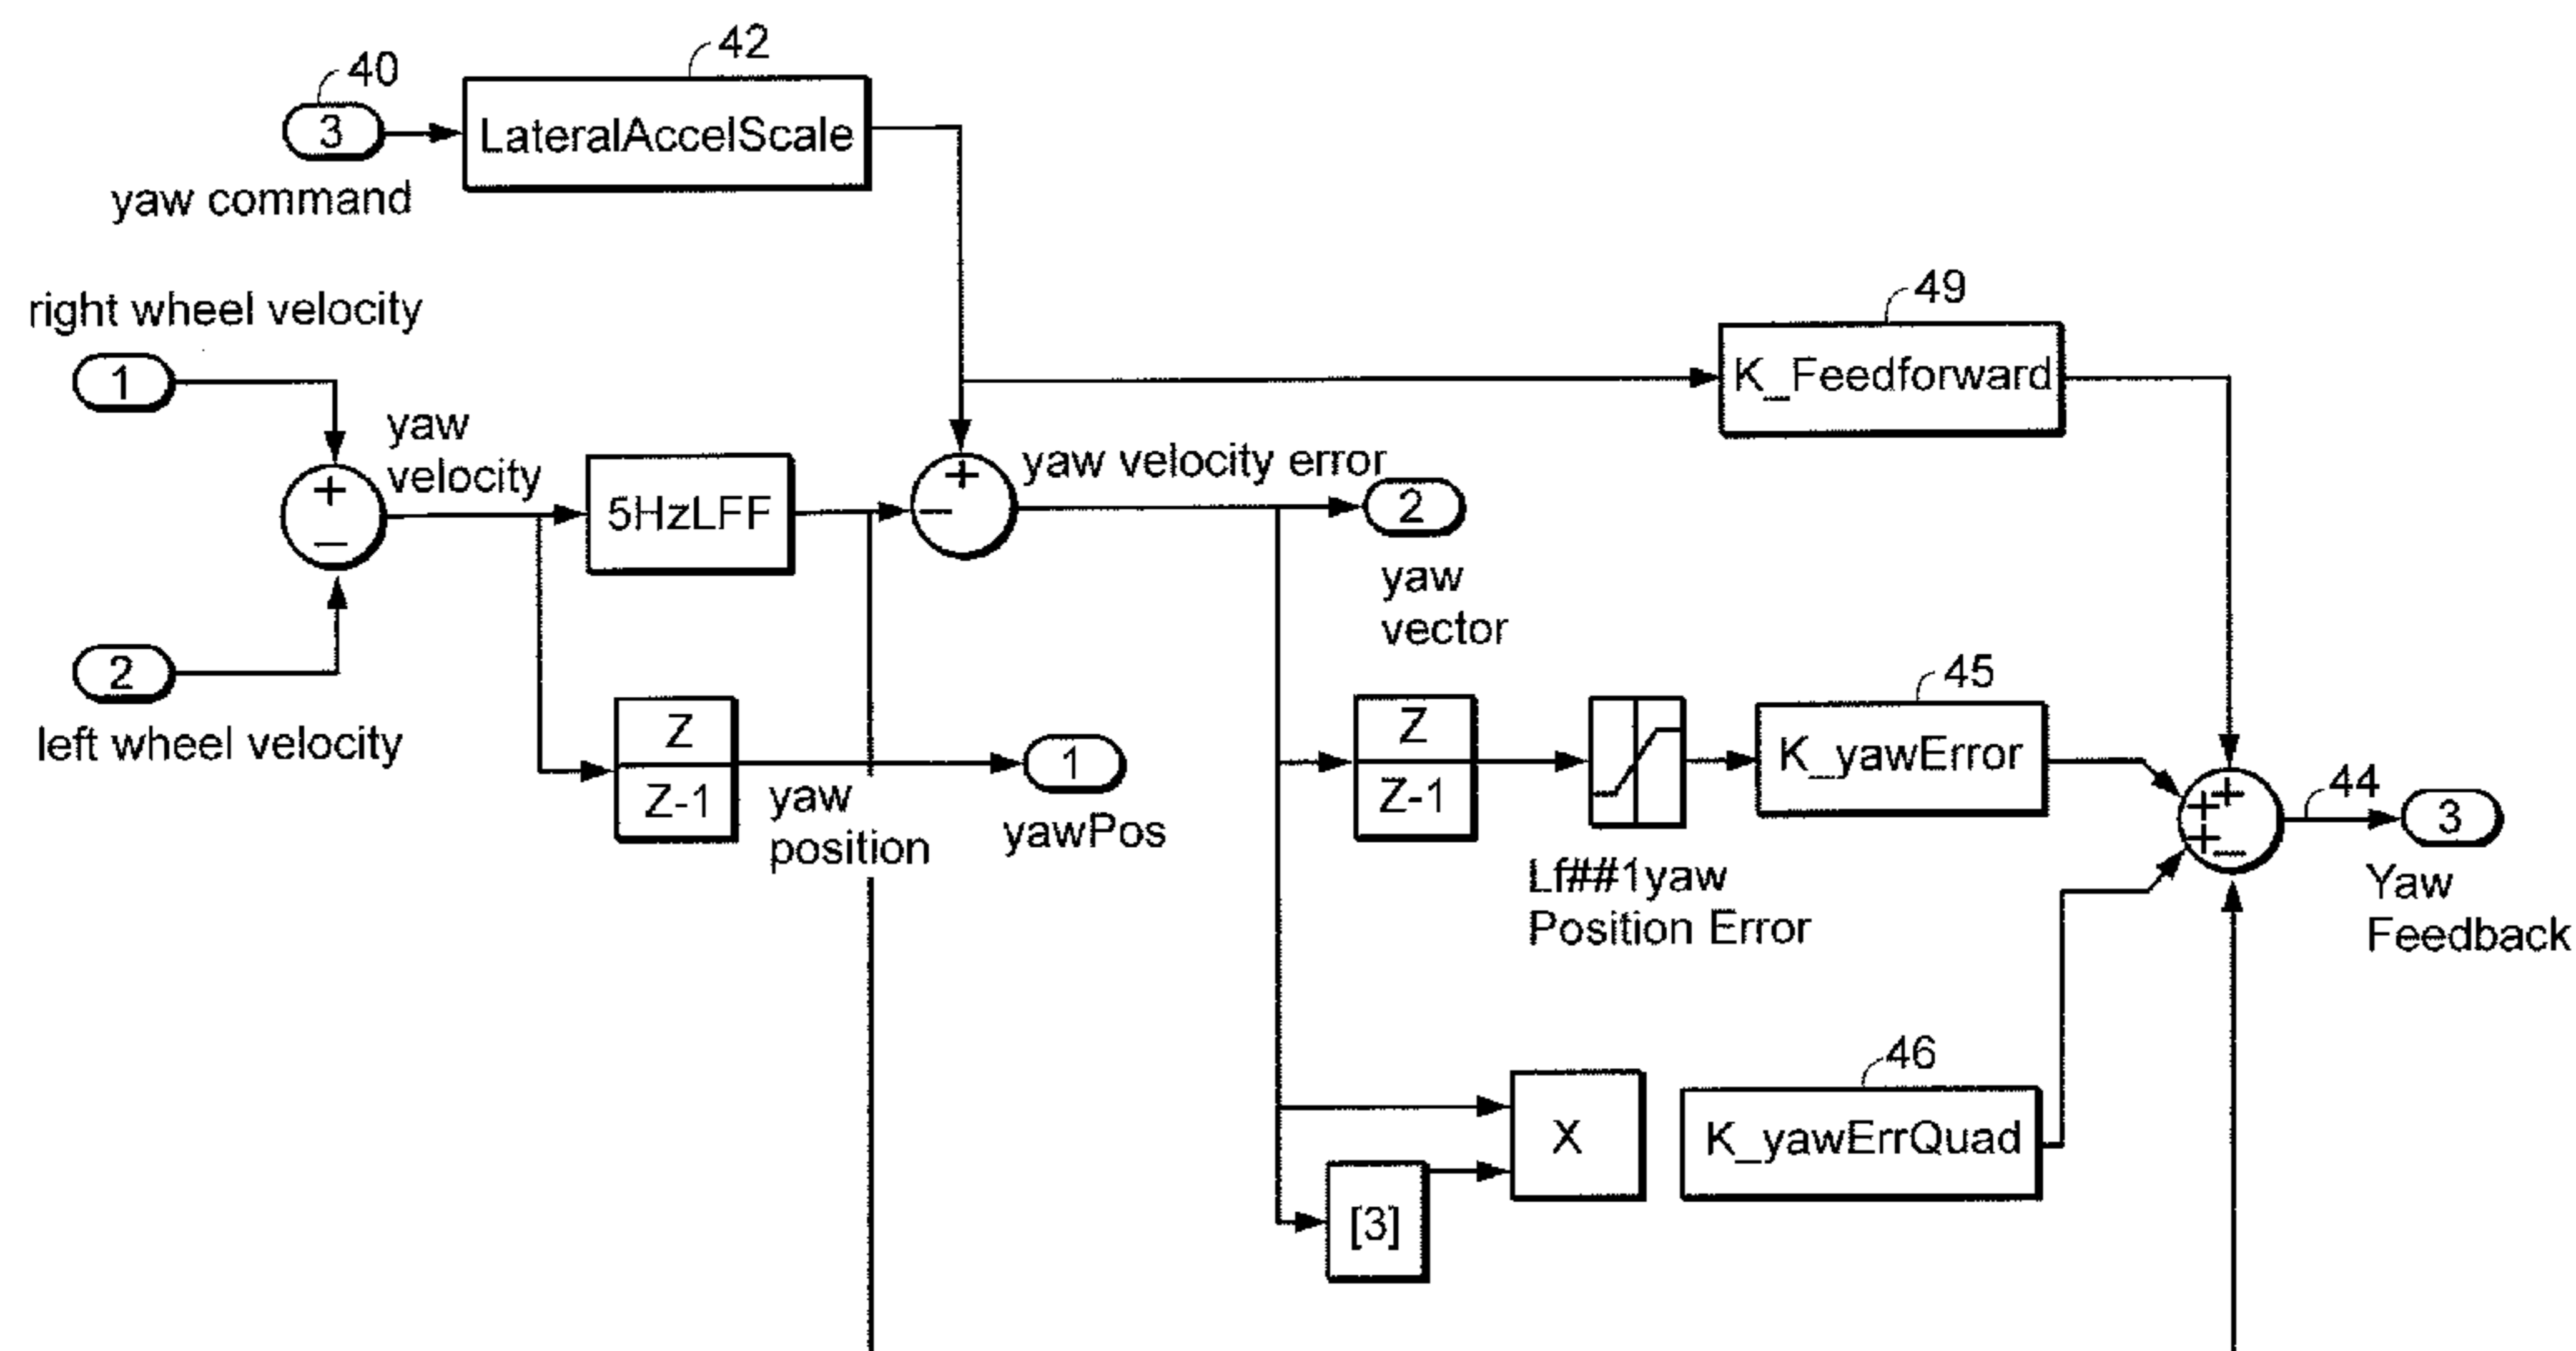 42
40
3
LateralAccelScale
yaw command
right wheel velocity
49
1
K_Feedforward
yaw
velocity
+
−
5HzLFF
+
−
yaw velocity error
2
yaw
vector
2
left wheel velocity
Z
Z-1
yaw
position
1
yawPos
Z
Z-1
Lf##1yaw
Position Error
45
K_yawError
+
+
+
−
44
3
Yaw
Feedback
X
[3]
46
K_yawErrQuad